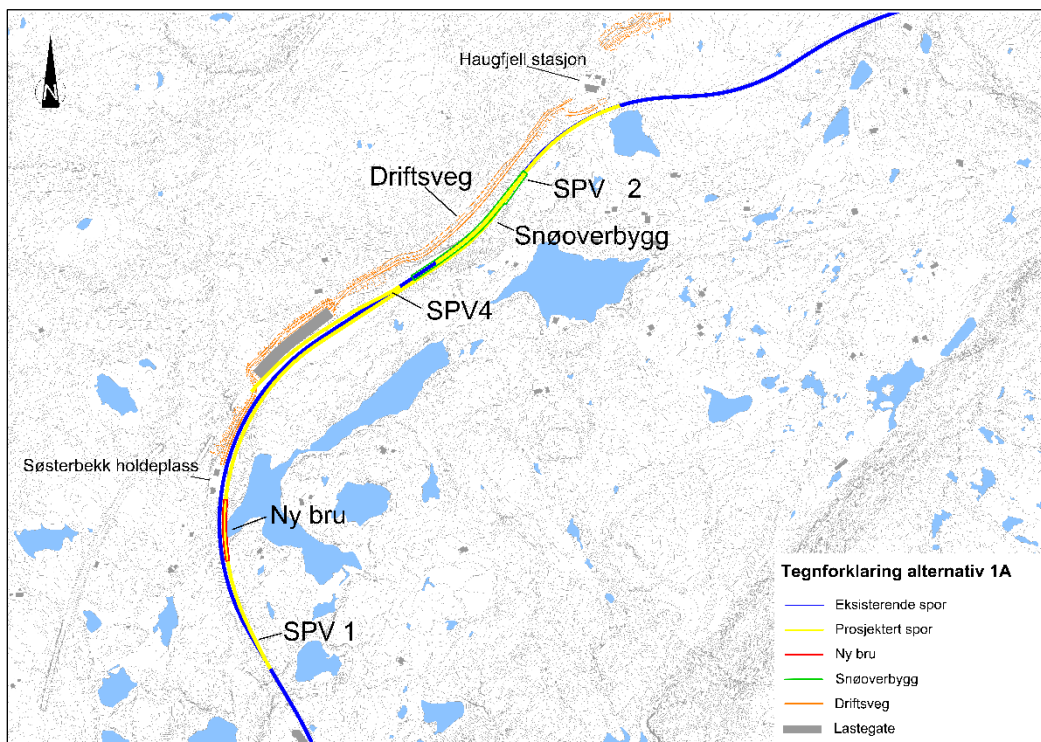 Haugfjell stasjon
N
Driftsveg
SPV 2
Snøoverbygg
SPV4
Søsterbekk holdeplass
Ny bru
SPV 1
Tegnforklaring alternativ 1A
Eksisterende spor
Prosjektert spor
Ny bru
Snøoverbygg
Driftsveg
Lastegate